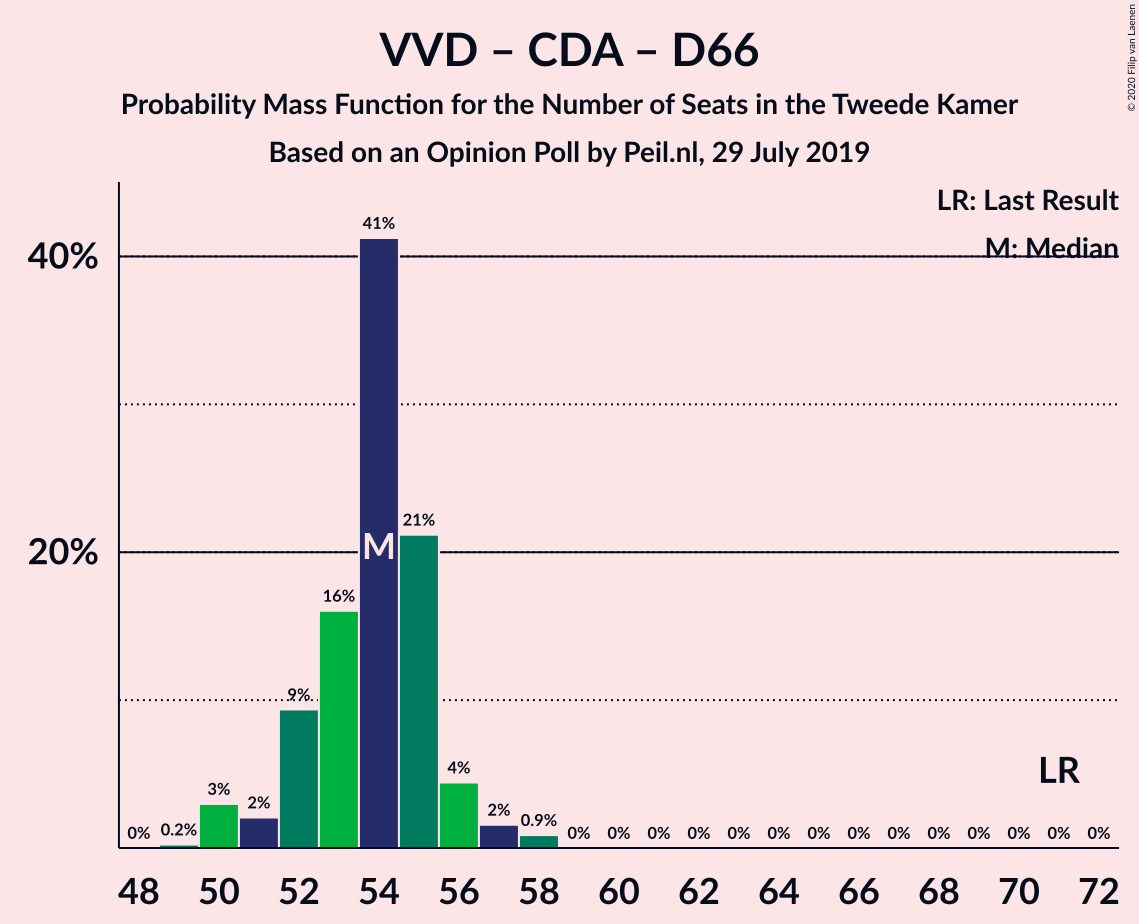 VVD – CDA – D66
Probability Mass Function for the Number of Seats in the Tweede Kamer
Based on an Opinion Poll by Peil.nl, 29 July 2019
© 2020 Filip van Laenen
LR: Last Result
M: Median
40%
20%
0%
0.2%
3%
2%
9%
16%
41%
M
21%
4%
2%
0.9%
0% 0% 0% 0% 0% 0% 0% 0% 0% 0% 0% 0% 0% 0%
LR
48 50 52 54 56 58 60 62 64 66 68 70 72